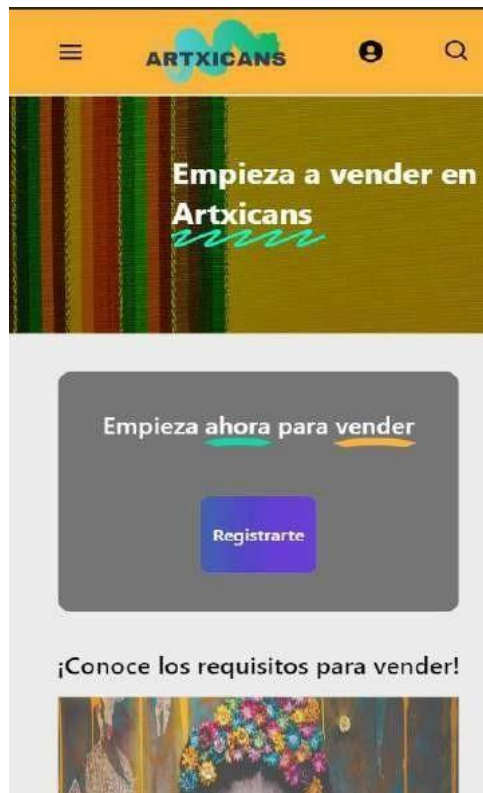 ARTXICANS
Empieza a vender en
Artxicans
Empieza ahora para vender
Registrarte
¡Conoce los requisitos para vender!